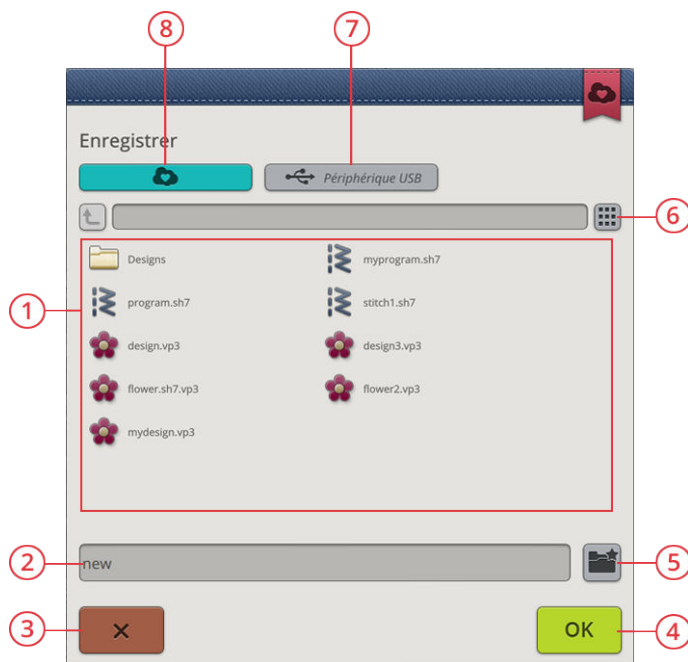 8 7
Enregistrer
Périphérique USB
6
Designs myprogram.sh7
1 program.sh7 stitch1.sh7
design.vp3 design3.vp3
flower.sh7.vp3 flower2.vp3
mydesign.vp3
2 new 5
3 OK 4